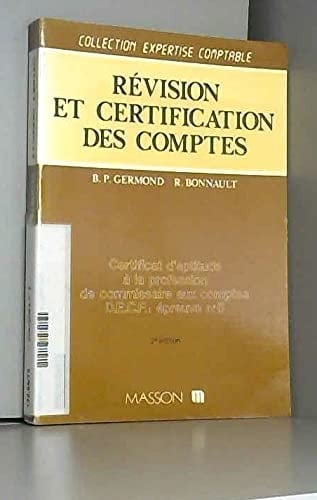 COLLECTION EXPERTISE COMPTABLE
RÉVISION
ET CERTIFICATION
DES COMPTES
B. P. GERMOND R. BONNAULT
Certificat d'aptitude
à la profession
de commissaire aux comptes
D.E.C.F. : épreuve n°6
2e édition
MASSON m